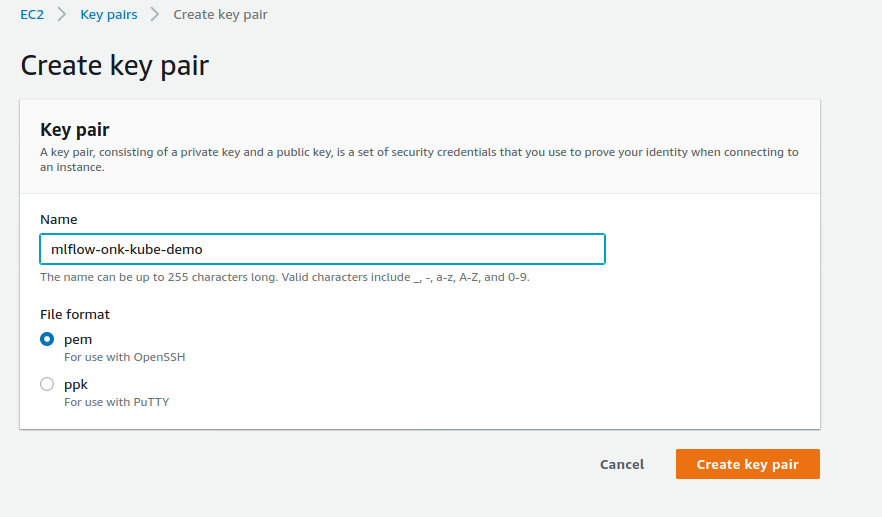 EC2 > Key pairs > Create key pair
Create key pair
Key pair
A key pair, consisting of a private key and a public key, is a set of security credentials that you use to prove your identity when connecting to
an instance.
Name
mlflow-onk-kube-demo
The name can be up to 255 characters long. Valid characters include _, -, a-z, A-Z, and 0-9.
File format
pem
For use with OpenSSH
ppk
For use with PuTTY
Cancel
Create key pair